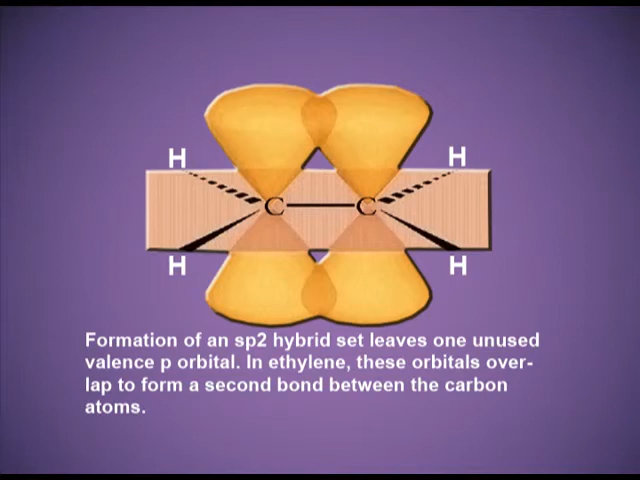 H H
C C
H H
Formation of an sp2 hybrid set leaves one unused
valence p orbital. In ethylene, these orbitals over-
lap to form a second bond between the carbon
atoms.